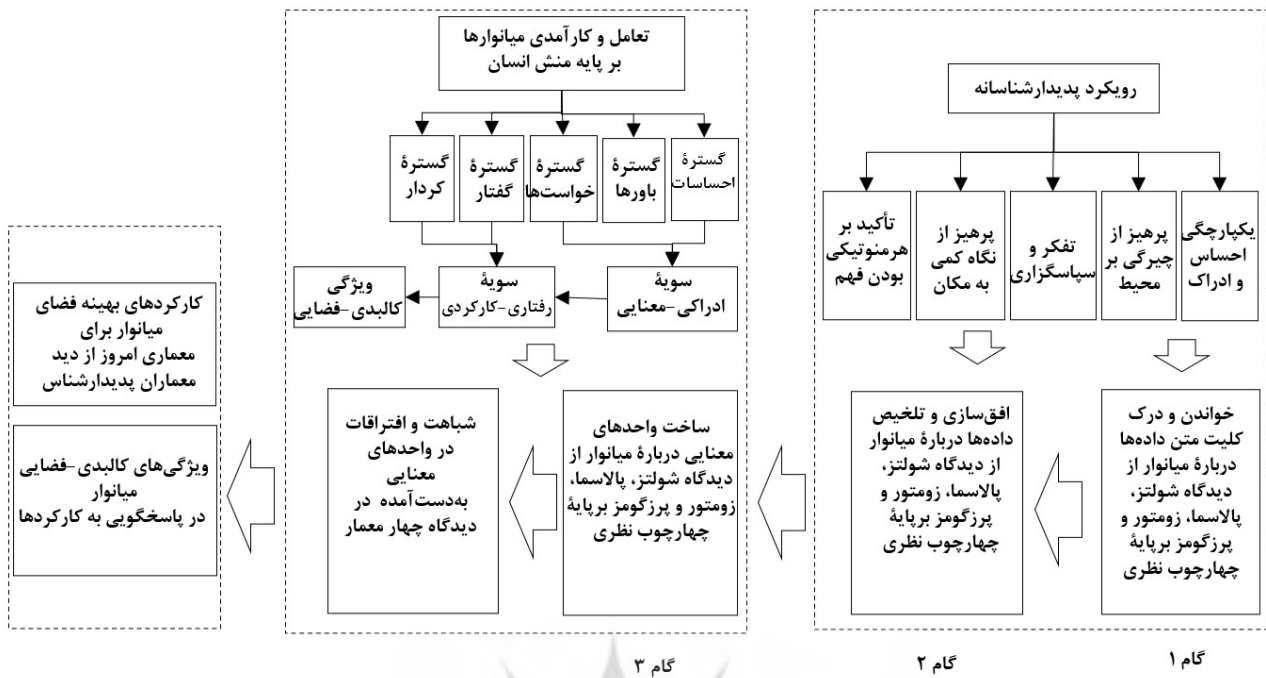 رویکرد پدیدارشناسانه
یکپارچگی
احساس
و ادراک
پرهیز از
چیرگی بر
محیط
تفکر و
سپاسگزاری
پرهیز از
نگاه کمی
به مکان
تأکید بر
هرمنوتیکی
بودن فهم
خواندن و درک
کلیت متن داده‌ها
دربارهٔ میانوار از
دیدگاه شولتز،
پالاسما، زومتور و
پرزگومز برپایهٔ
چهارچوب نظری
افق‌سازی و تلخیص
داده‌ها دربارهٔ میانوار
از دیدگاه شولتز،
پالاسما، زومتور و
پرزگومز برپایهٔ
چهارچوب نظری
گام ۱
گام ۲
تعامل و کارآمدی میانوارها
بر پایه منش انسان
گسترهٔ
احساسات
گسترهٔ
باورها
گسترهٔ
خواست‌ها
گسترهٔ
گفتار
گسترهٔ
کردار
سویهٔ
ادراکی-معنایی
سویهٔ
رفتاری-کارکردی
ویژگی
کالبدی-فضایی
ساخت واحدهای
معنایی دربارهٔ میانوار از
دیدگاه شولتز، پالاسما،
زومتور و پرزگومز برپایهٔ
چهارچوب نظری
شباهت و افتراقات
در واحدهای
معنایی
به‌دست‌آمده در
دیدگاه چهار معمار
گام ۳
کارکردهای بهینه فضای
میانوار برای
معماری امروز از دید
معماران پدیدارشناس
ویژگی‌های کالبدی-فضایی
میانوار
در پاسخگویی به کارکردها